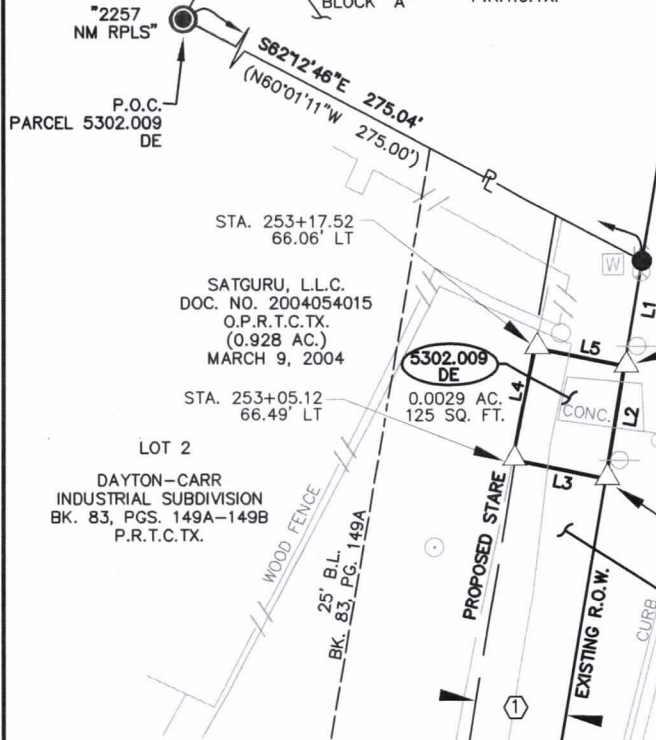 BLOCK A
"2257
NM RPLS"
S62°12'46"E 275.04'
(N60°01'11"W 275.00')
P.O.C.
PARCEL 5302.009
DE
PL
STA. 253+17.52
66.06' LT
W
L1
SATGURU, L.L.C.
DOC. NO. 2004054015
O.P.R.T.C.TX.
(0.928 AC.)
MARCH 9, 2004
L5
5302.009
DE
0.0029 AC.
125 SQ. FT.
L4
CONC.
L2
STA. 253+05.12
66.49' LT
L3
LOT 2
DAYTON-CARR
INDUSTRIAL SUBDIVISION
BK. 83, PGS. 149A-149B
P.R.T.C.TX.
WOOD FENCE
25' B.L.
BK. 83, PG. 149A
PROPOSED STARE
EXISTING R.O.W.
CURB
1